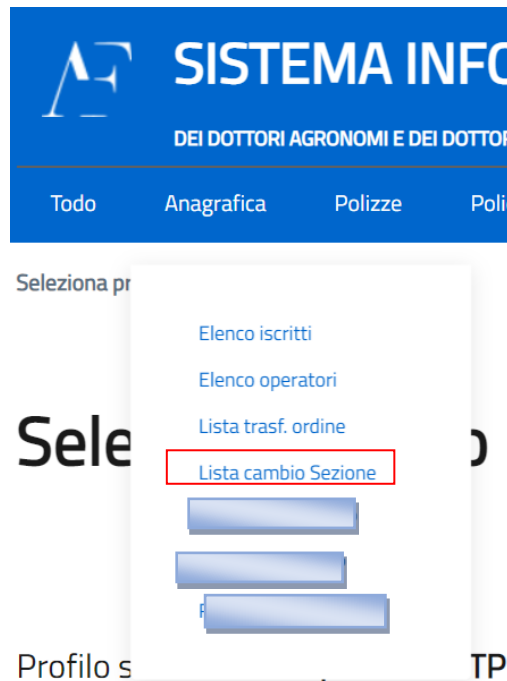 SISTEMA INFO
DEI DOTTORI AGRONOMI E DEI DOTTOR
Todo Anagrafica Polizze Poli
Seleziona pr
Elenco iscritti
Elenco operatori
Lista trasf. ordine
Sele
Lista cambio Sezione
Profilo s TP